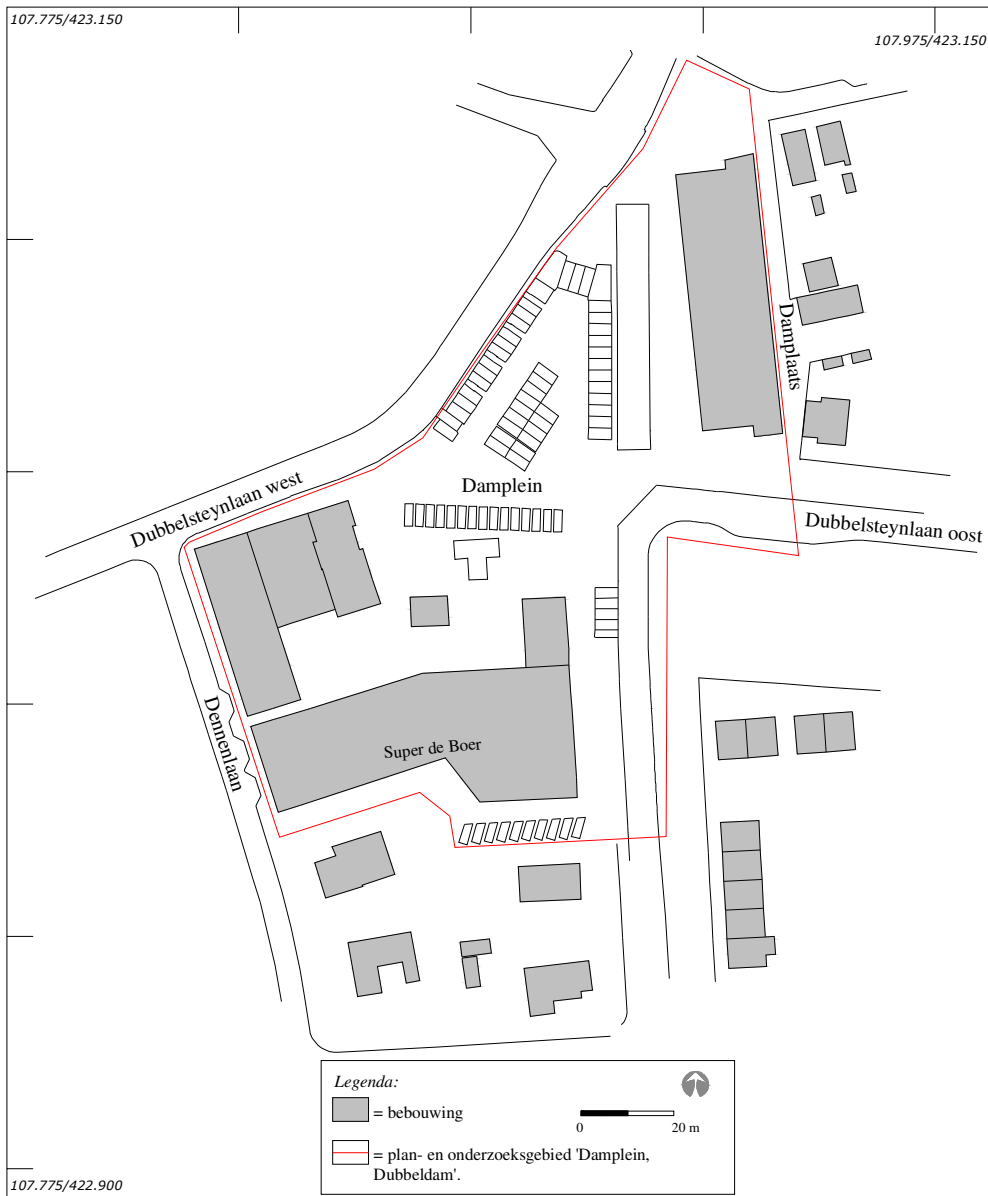 107.775/423.150
107.975/423.150
Damplaats
Dubbelsteynlaan west
Damplein
Dubbelsteynlaan oost
Dennenlaan
Super de Boer
Legenda:
= bebouwing
0 20 m
= plan- en onderzoeksgebied 'Damplein,
Dubbeldam'.
107.775/422.900